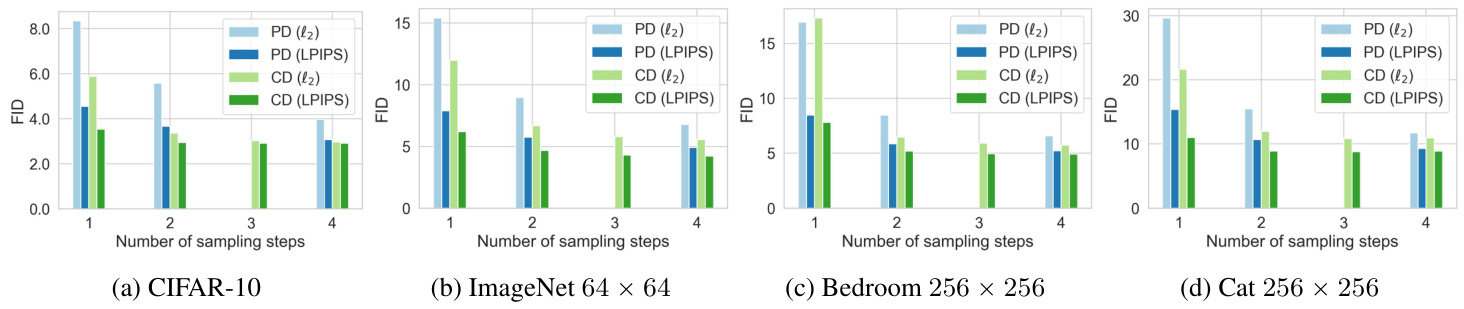 FID
8.0
6.0
4.0
2.0
0.0
PD (ℓ₂)
PD (LPIPS)
CD (ℓ₂)
CD (LPIPS)
1 2 3 4
Number of sampling steps
(a) CIFAR-10
FID
15
10
5
0
PD (ℓ₂)
PD (LPIPS)
CD (ℓ₂)
CD (LPIPS)
1 2 3 4
Number of sampling steps
(b) ImageNet 64 × 64
FID
15
10
5
0
PD (ℓ₂)
PD (LPIPS)
CD (ℓ₂)
CD (LPIPS)
1 2 3 4
Number of sampling steps
(c) Bedroom 256 × 256
FID
30
20
10
0
PD (ℓ₂)
PD (LPIPS)
CD (ℓ₂)
CD (LPIPS)
1 2 3 4
Number of sampling steps
(d) Cat 256 × 256